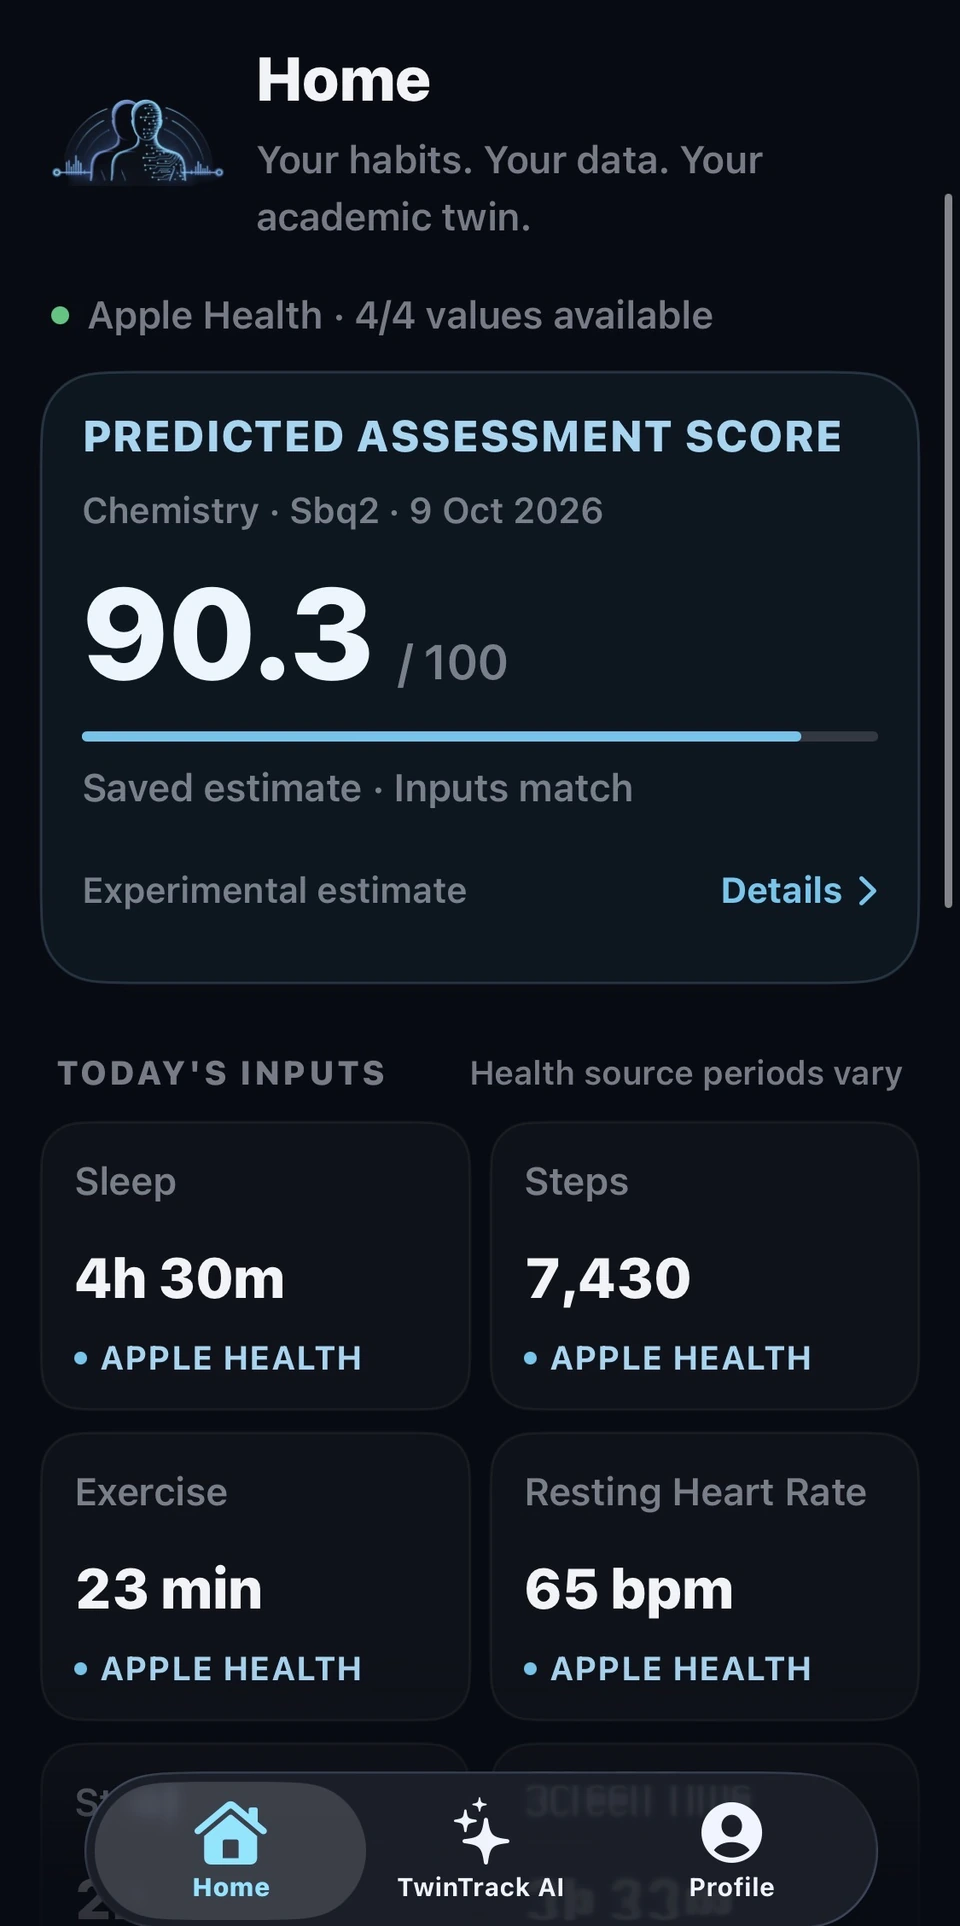 Home
Your habits. Your data. Your
academic twin.
Apple Health · 4/4 values available
PREDICTED ASSESSMENT SCORE
Chemistry · Sbq2 · 9 Oct 2026
90.3 / 100
Saved estimate · Inputs match
Experimental estimate
Details
TODAY'S INPUTS
Health source periods vary
Sleep
4h 30m
APPLE HEALTH
Steps
7,430
APPLE HEALTH
Exercise
23 min
APPLE HEALTH
Resting Heart Rate
65 bpm
APPLE HEALTH
Home
TwinTrack AI
Profile